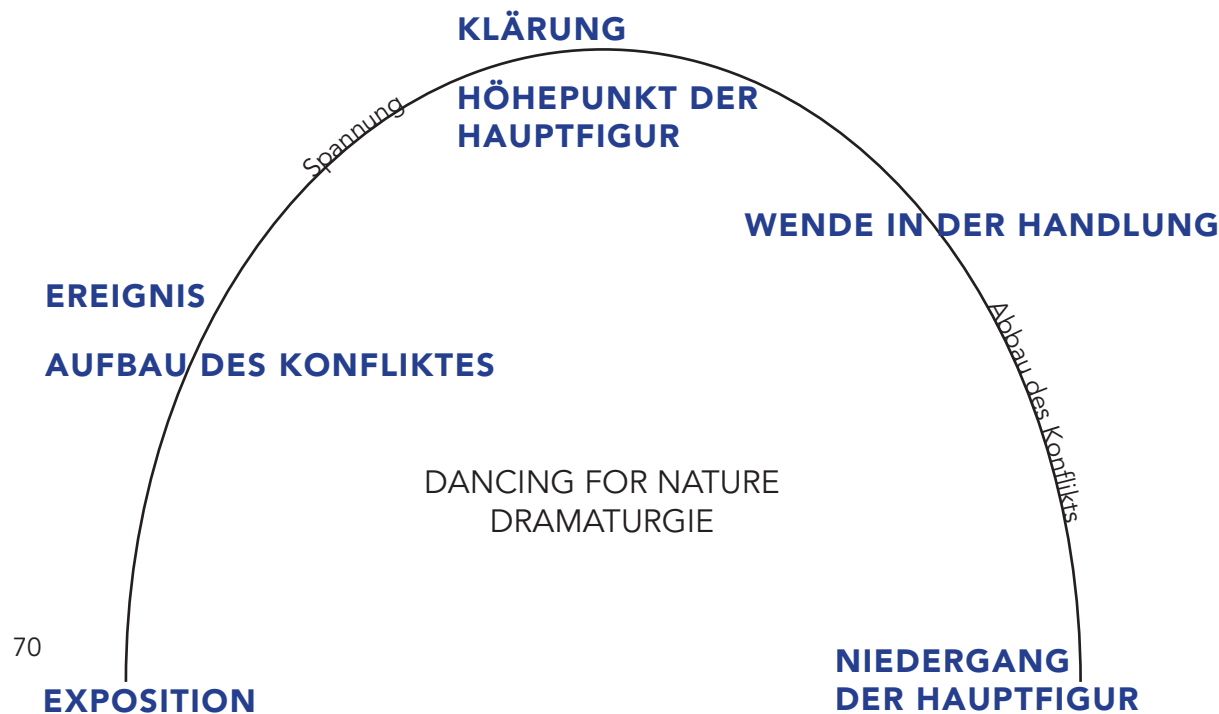 KLÄRUNG
HÖHEPUNKT DER
HAUPTFIGUR
Spannung
WENDE IN DER HANDLUNG
EREIGNIS
AUFBAU DES KONFLIKTES
Abbau des Konflikts
DANCING FOR NATURE
DRAMATURGIE
70
EXPOSITION
NIEDERGANG
DER HAUPTFIGUR